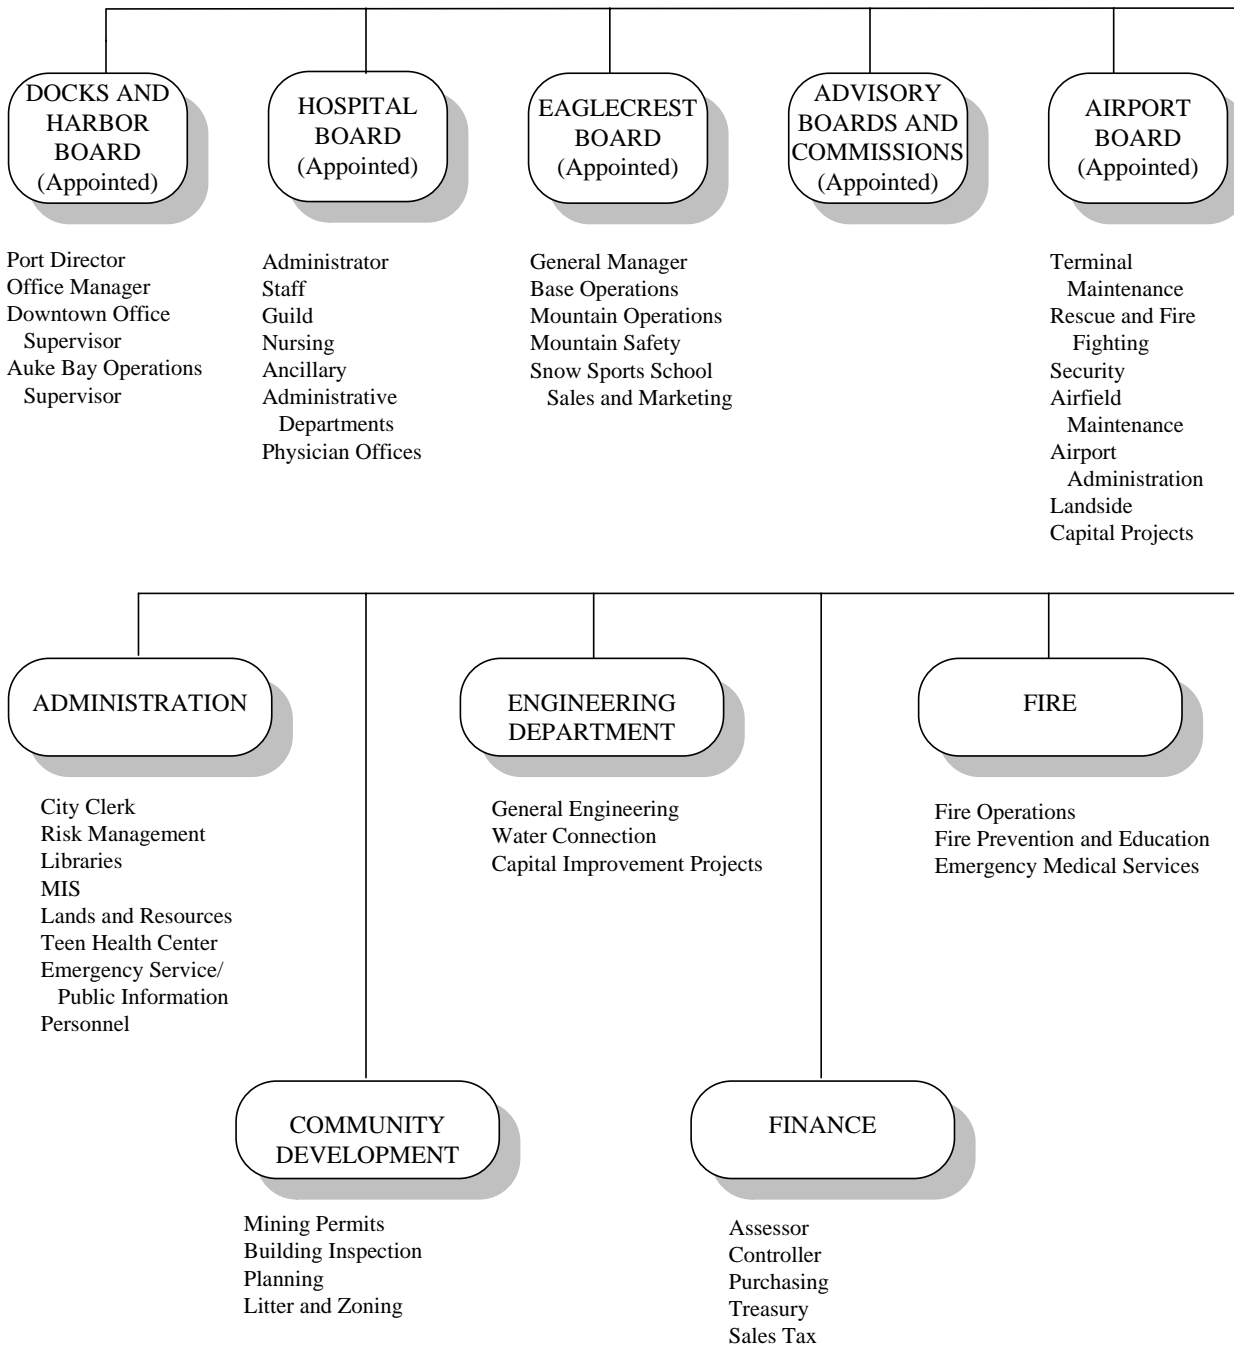 DOCKS AND
HARBOR
BOARD
(Appointed)
HOSPITAL
BOARD
(Appointed)
EAGLECREST
BOARD
(Appointed)
ADVISORY
BOARDS AND
COMMISSIONS
(Appointed)
AIRPORT
BOARD
(Appointed)
Port Director
Office Manager
Downtown Office
Supervisor
Auke Bay Operations
Supervisor
Administrator
Staff
Guild
Nursing
Ancillary
Administrative
Departments
Physician Offices
General Manager
Base Operations
Mountain Operations
Mountain Safety
Snow Sports School
Sales and Marketing
Terminal
Maintenance
Rescue and Fire
Fighting
Security
Airfield
Maintenance
Airport
Administration
Landside
Capital Projects
ADMINISTRATION
ENGINEERING
DEPARTMENT
FIRE
City Clerk
Risk Management
Libraries
MIS
Lands and Resources
Teen Health Center
Emergency Service/
Public Information
Personnel
General Engineering
Water Connection
Capital Improvement Projects
Fire Operations
Fire Prevention and Education
Emergency Medical Services
COMMUNITY
DEVELOPMENT
FINANCE
Mining Permits
Building Inspection
Planning
Litter and Zoning
Assessor
Controller
Purchasing
Treasury
Sales Tax